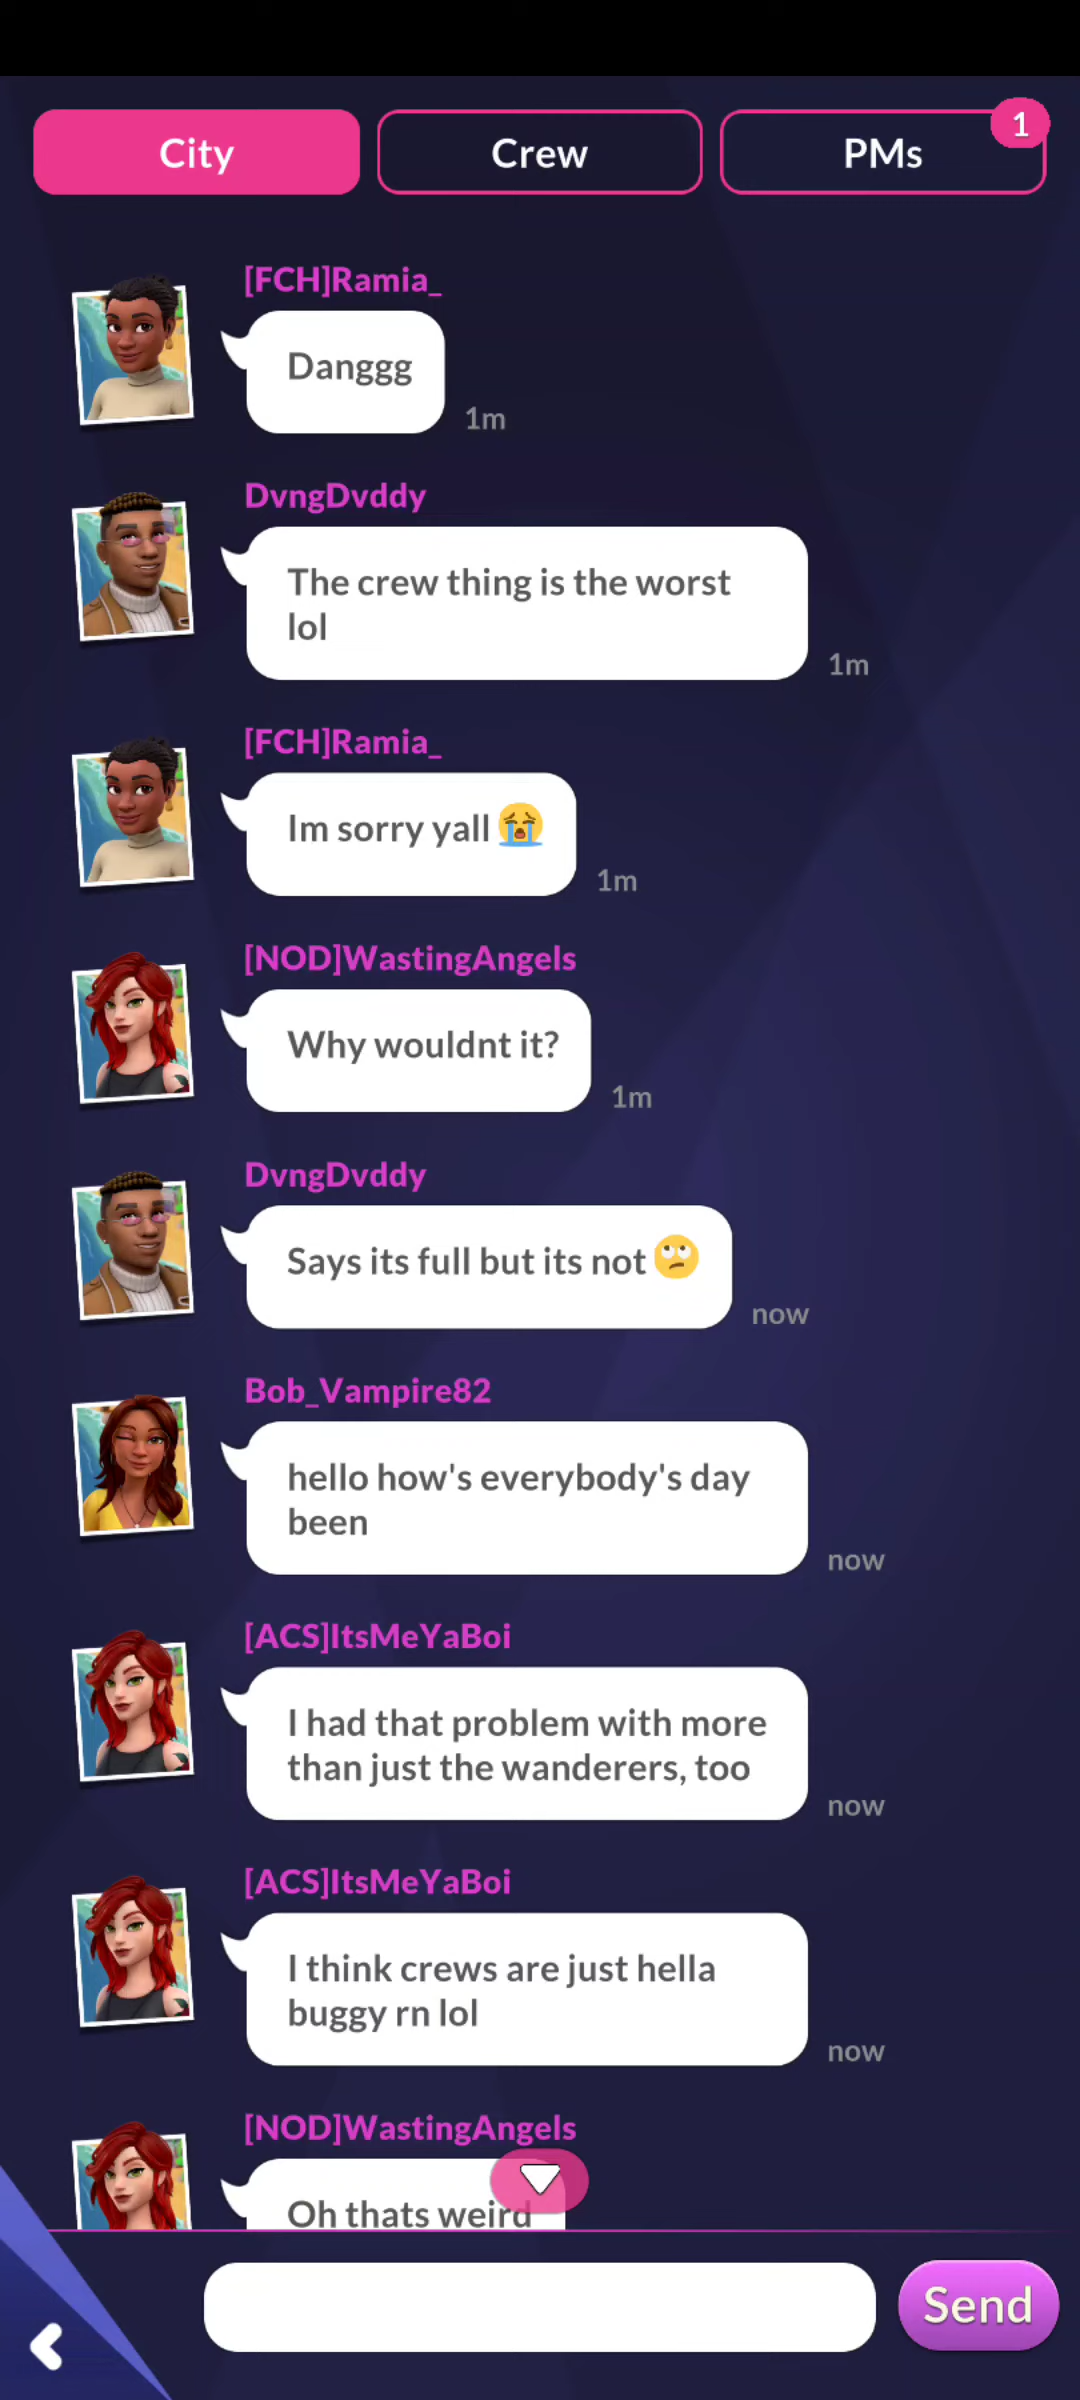 City
Crew
PMs
1
[FCH]Ramia_
Danggg
1m
DvngDvddy
The crew thing is the worst
lol
1m
[FCH]Ramia_
Im sorry yall 😭
1m
[NOD]WastingAngels
Why wouldnt it?
1m
DvngDvddy
Says its full but its not 🙄
now
Bob_Vampire82
hello how's everybody's day
been
now
[ACS]ItsMeYaBoi
I had that problem with more
than just the wanderers, too
now
[ACS]ItsMeYaBoi
I think crews are just hella
buggy rn lol
now
[NOD]WastingAngels
Oh thats weird
Send